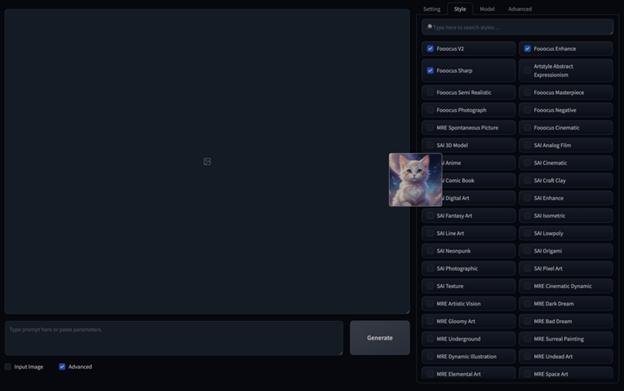 Setting Style Model Advanced
Type here to search styles ...
Fooocus V2 Fooocus Enhance
Fooocus Sharp Artstyle Abstract
Expressionism
Fooocus Semi Realistic Fooocus Masterpiece
Fooocus Photograph Fooocus Negative
MRE Spontaneous Picture Fooocus Cinematic
SAI 3D Model SAI Analog Film
Anime SAI Cinematic
Comic Book SAI Craft Clay
Digital Art SAI Enhance
SAI Fantasy Art SAI Isometric
SAI Line Art SAI Lowpoly
SAI Neonpunk SAI Origami
SAI Photographic SAI Pixel Art
SAI Texture MRE Cinematic Dynamic
MRE Artistic Vision MRE Dark Dream
MRE Gloomy Art MRE Bad Dream
MRE Underground MRE Surreal Painting
MRE Dynamic Illustration MRE Undead Art
MRE Elemental Art MRE Space Art
Type prompt here or paste parameters.
Generate
Input Image Advanced